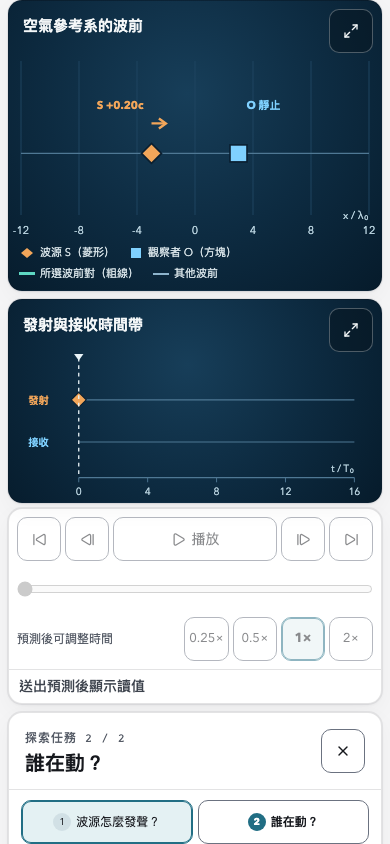 空氣參考系的波前
S +0.20c
O 靜止
x/λ₀
-12 -8 -4 0 4 8 12
波源 S（菱形） 觀察者 O（方塊）
所選波前對（粗線） 其他波前
發射與接收時間帶
發射
接收
t/T₀
0 4 8 12 16
播放
預測後可調整時間 0.25× 0.5× 1× 2×
送出預測後顯示讀值
探索任務 2 / 2
誰在動？
1 波源怎麼發聲？ 2 誰在動？